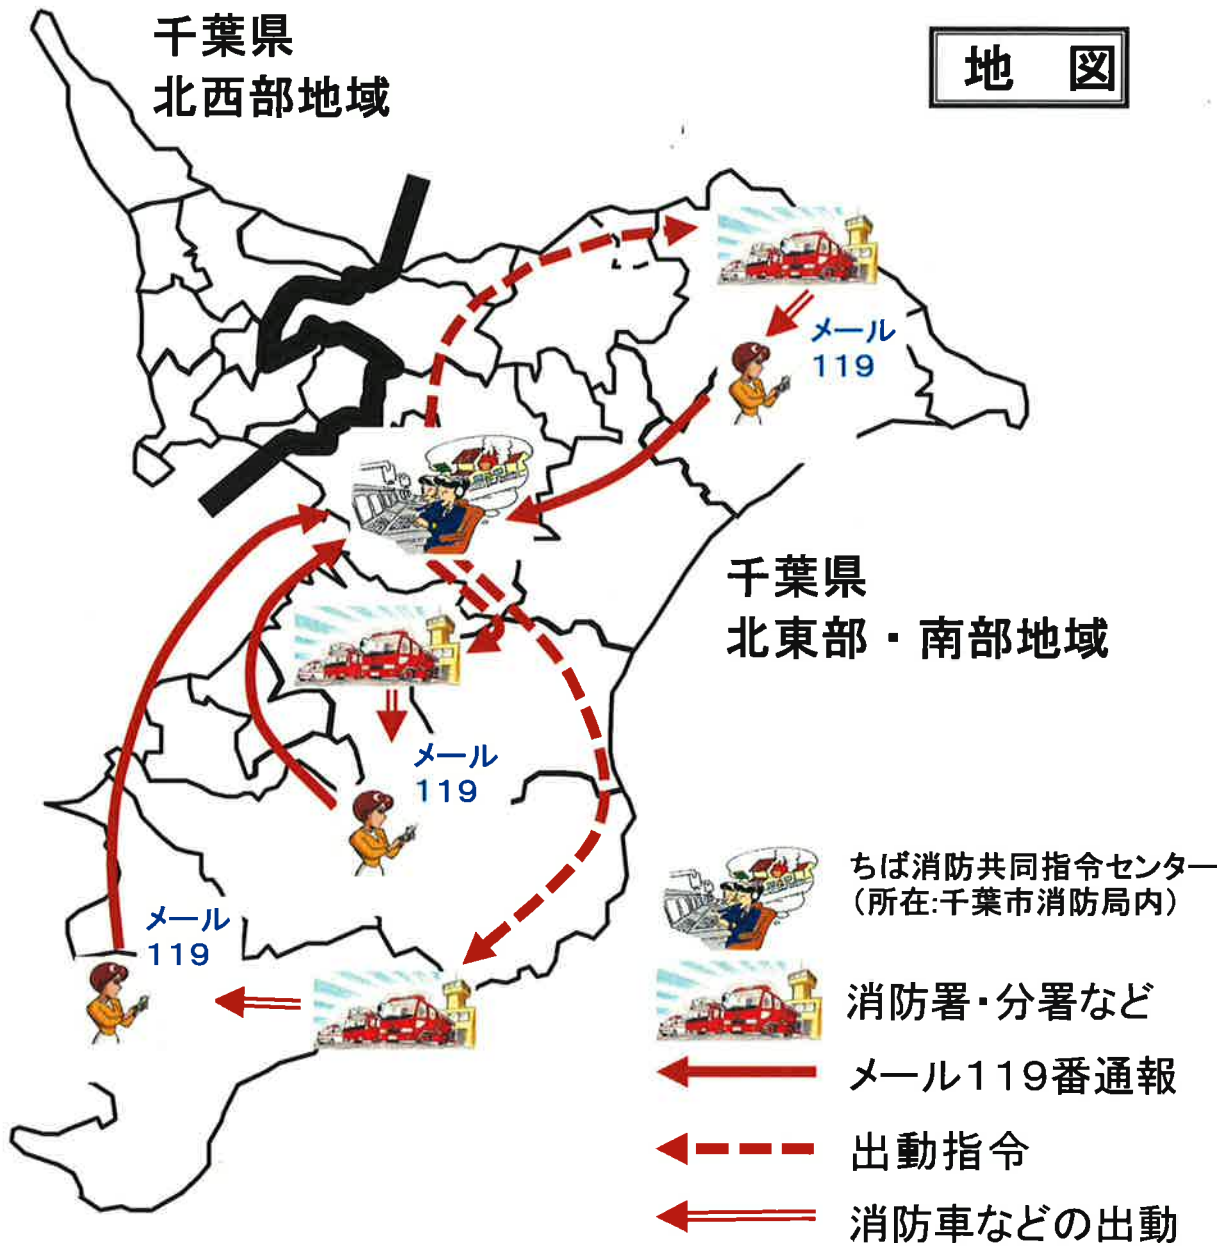 千葉県
北西部地域
地 図
メール
119
千葉県
北東部・南部地域
メール
119
メール
119
ちば消防共同指令センター
（所在:千葉市消防局内）
消防署・分署など
メール119番通報
出動指令
消防車などの出動